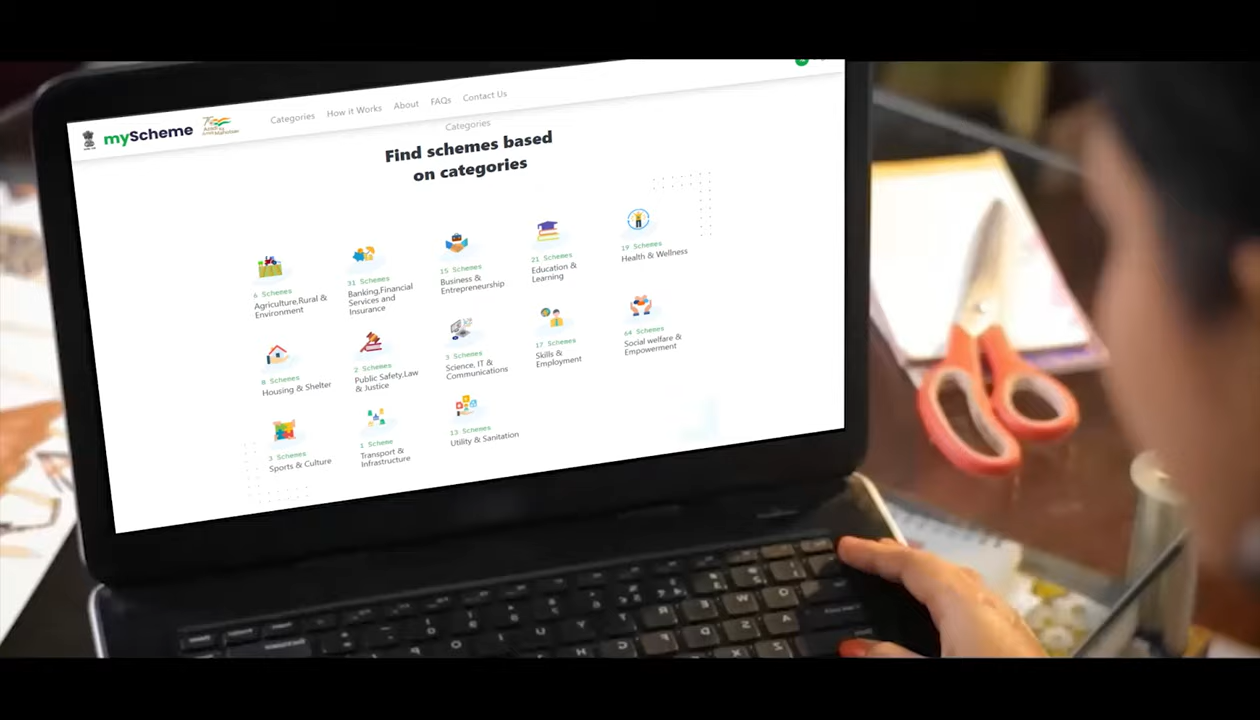 myScheme
Categories How it Works About FAQs Contact Us
Categories
Find schemes based
on categories
6 Schemes
Agriculture,Rural &
Environment
31 Schemes
Banking,Financial
Services and
Insurance
15 Schemes
Business &
Entrepreneurship
21 Schemes
Education &
Learning
19 Schemes
Health & Wellness
8 Schemes
Housing & Shelter
2 Schemes
Public Safety,Law
& Justice
3 Schemes
Science, IT &
Communications
17 Schemes
Skills &
Employment
64 Schemes
Social welfare &
Empowerment
3 Schemes
Sports & Culture
1 Scheme
Transport &
Infrastructure
13 Schemes
Utility & Sanitation